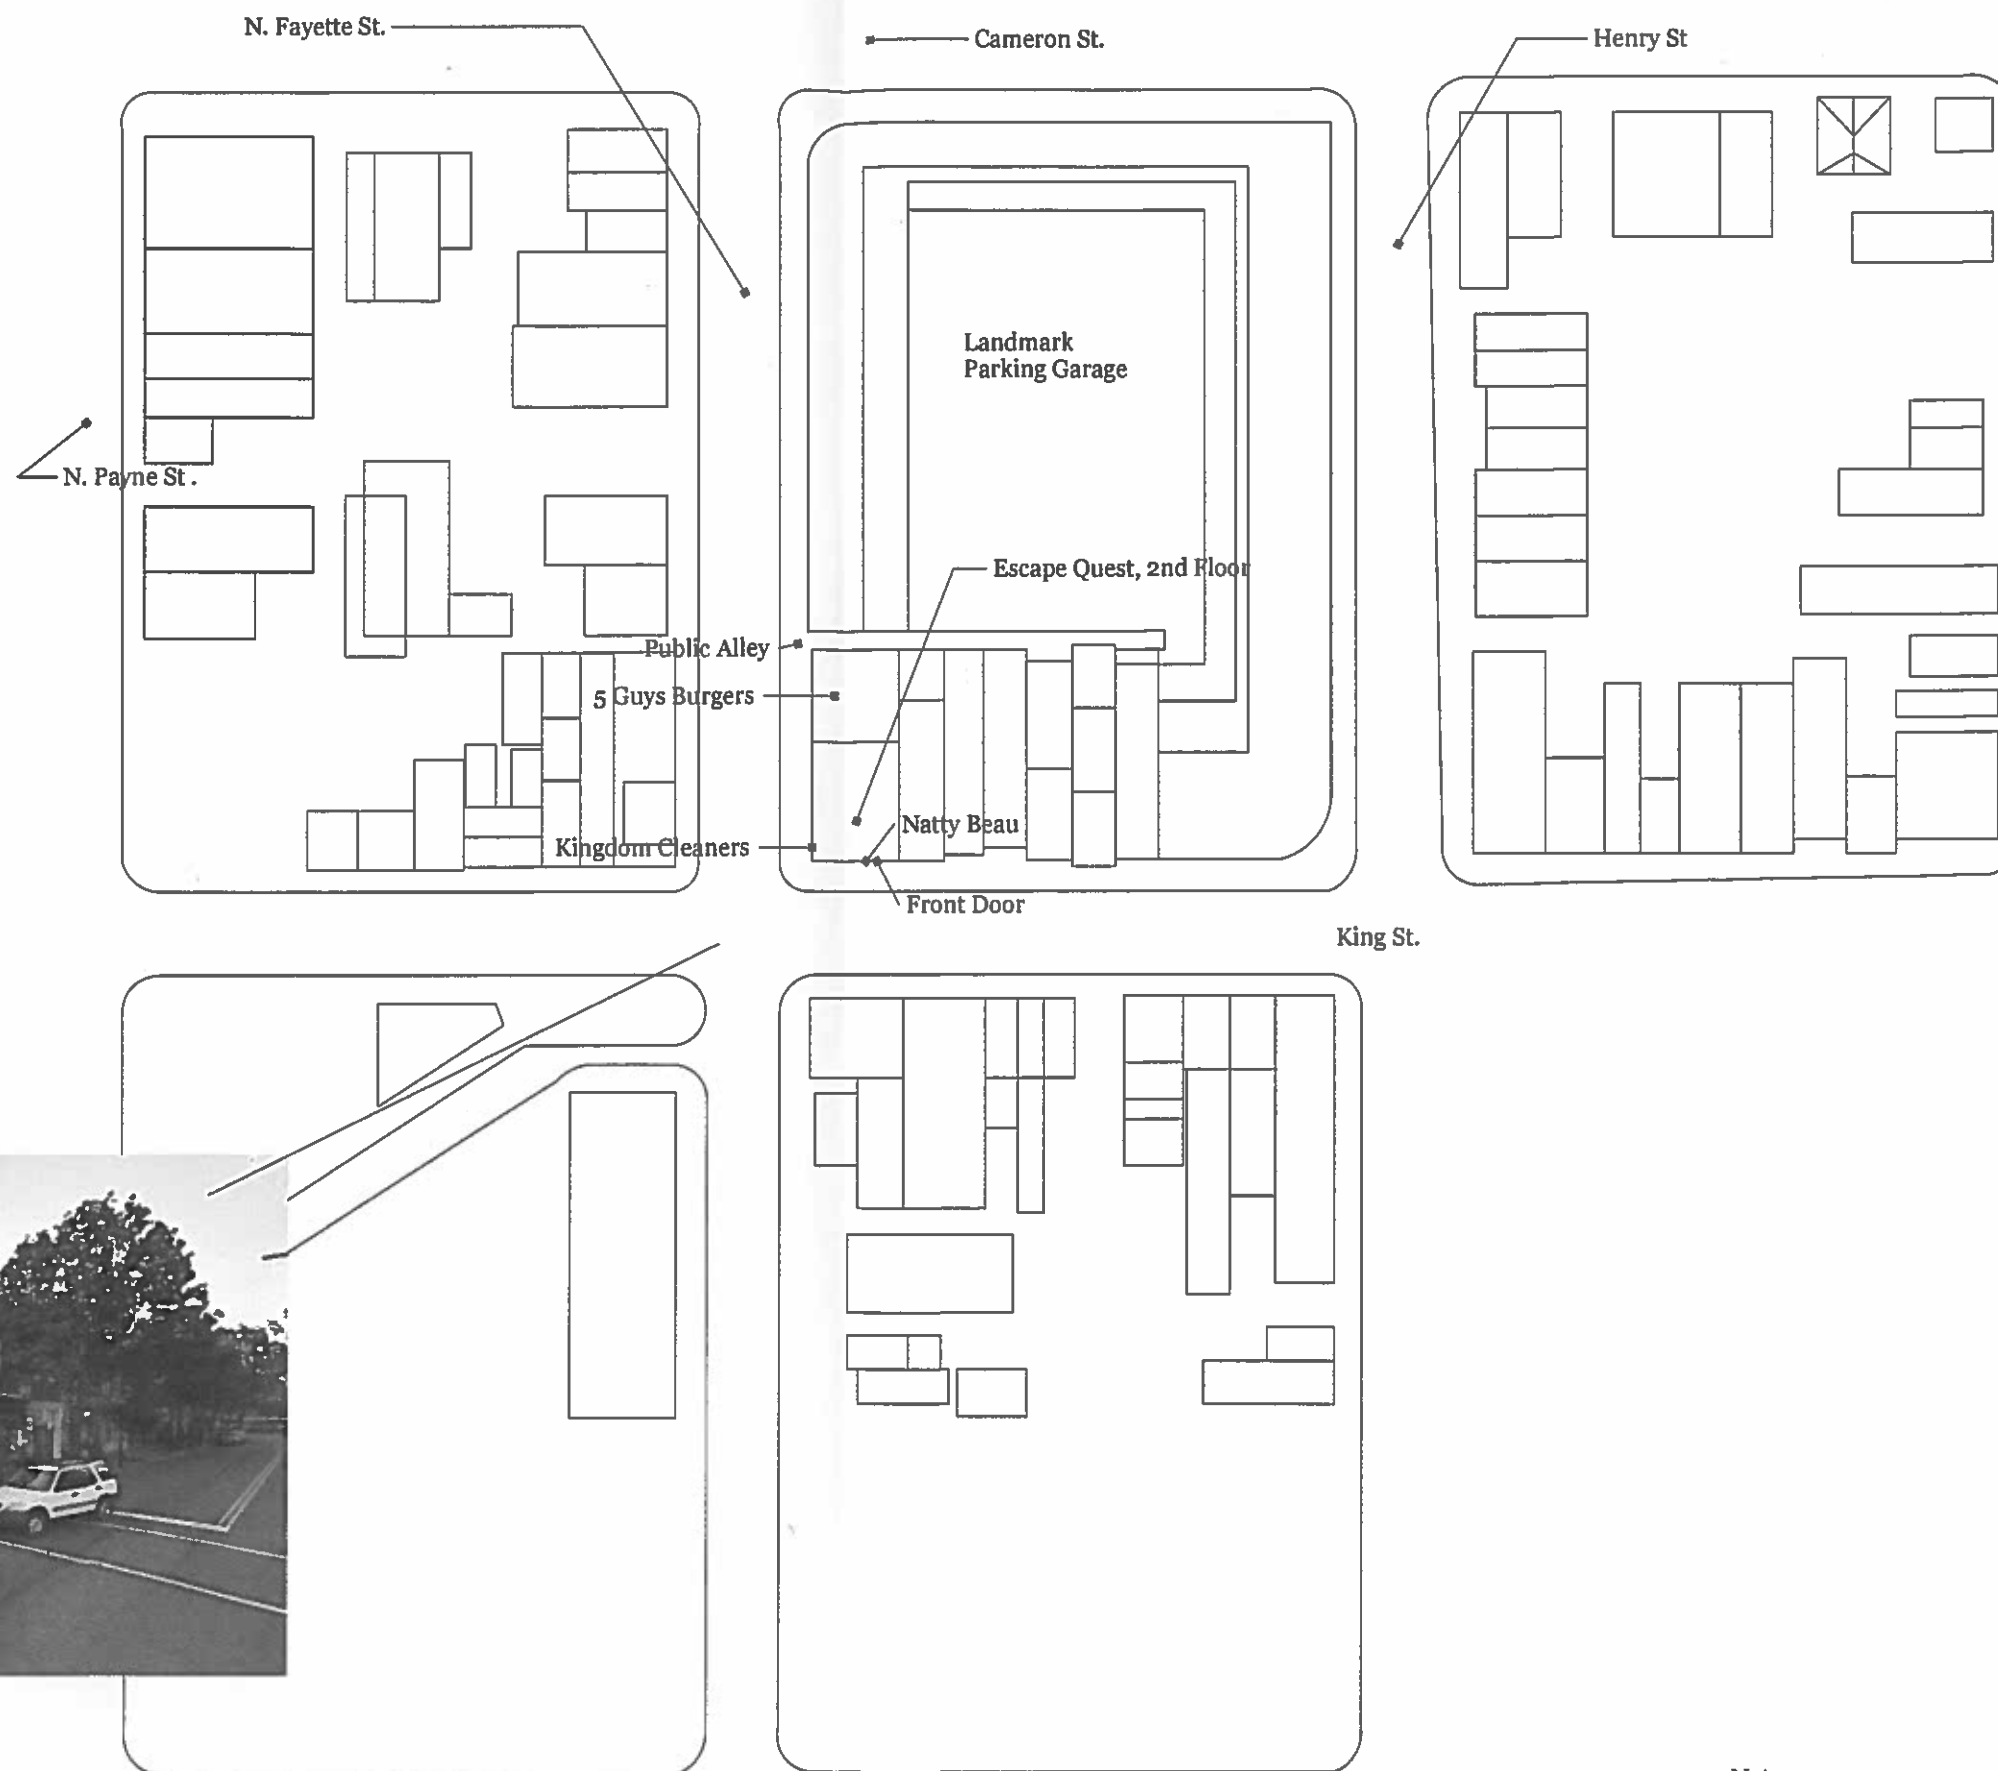 N. Fayette St.
Cameron St.
Henry St
Landmark
Parking Garage
N. Payne St .
Escape Quest, 2nd Floor
Public Alley
5 Guys Burgers
Natty Beau
Kingdom Cleaners
Front Door
King St.